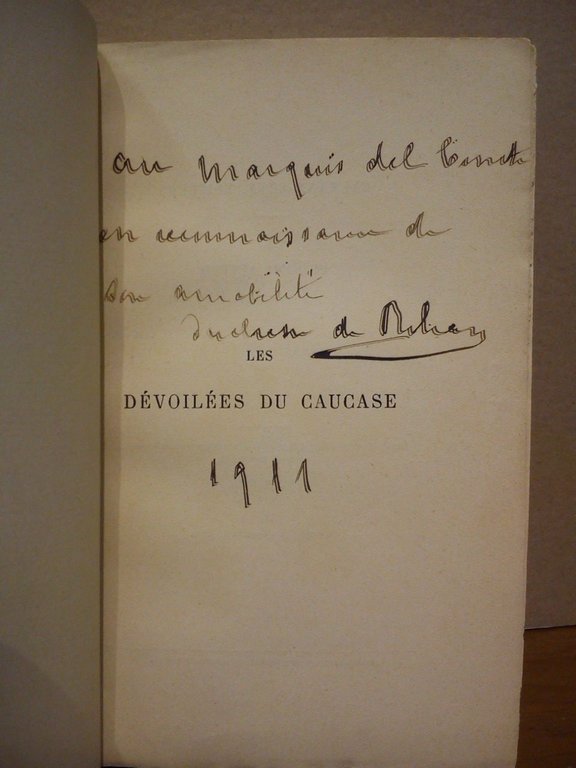 au Marquis del
en reconnaissance de
son amabilité
duchesse de Rohan
LES
DÉVOILÉES DU CAUCASE
1911